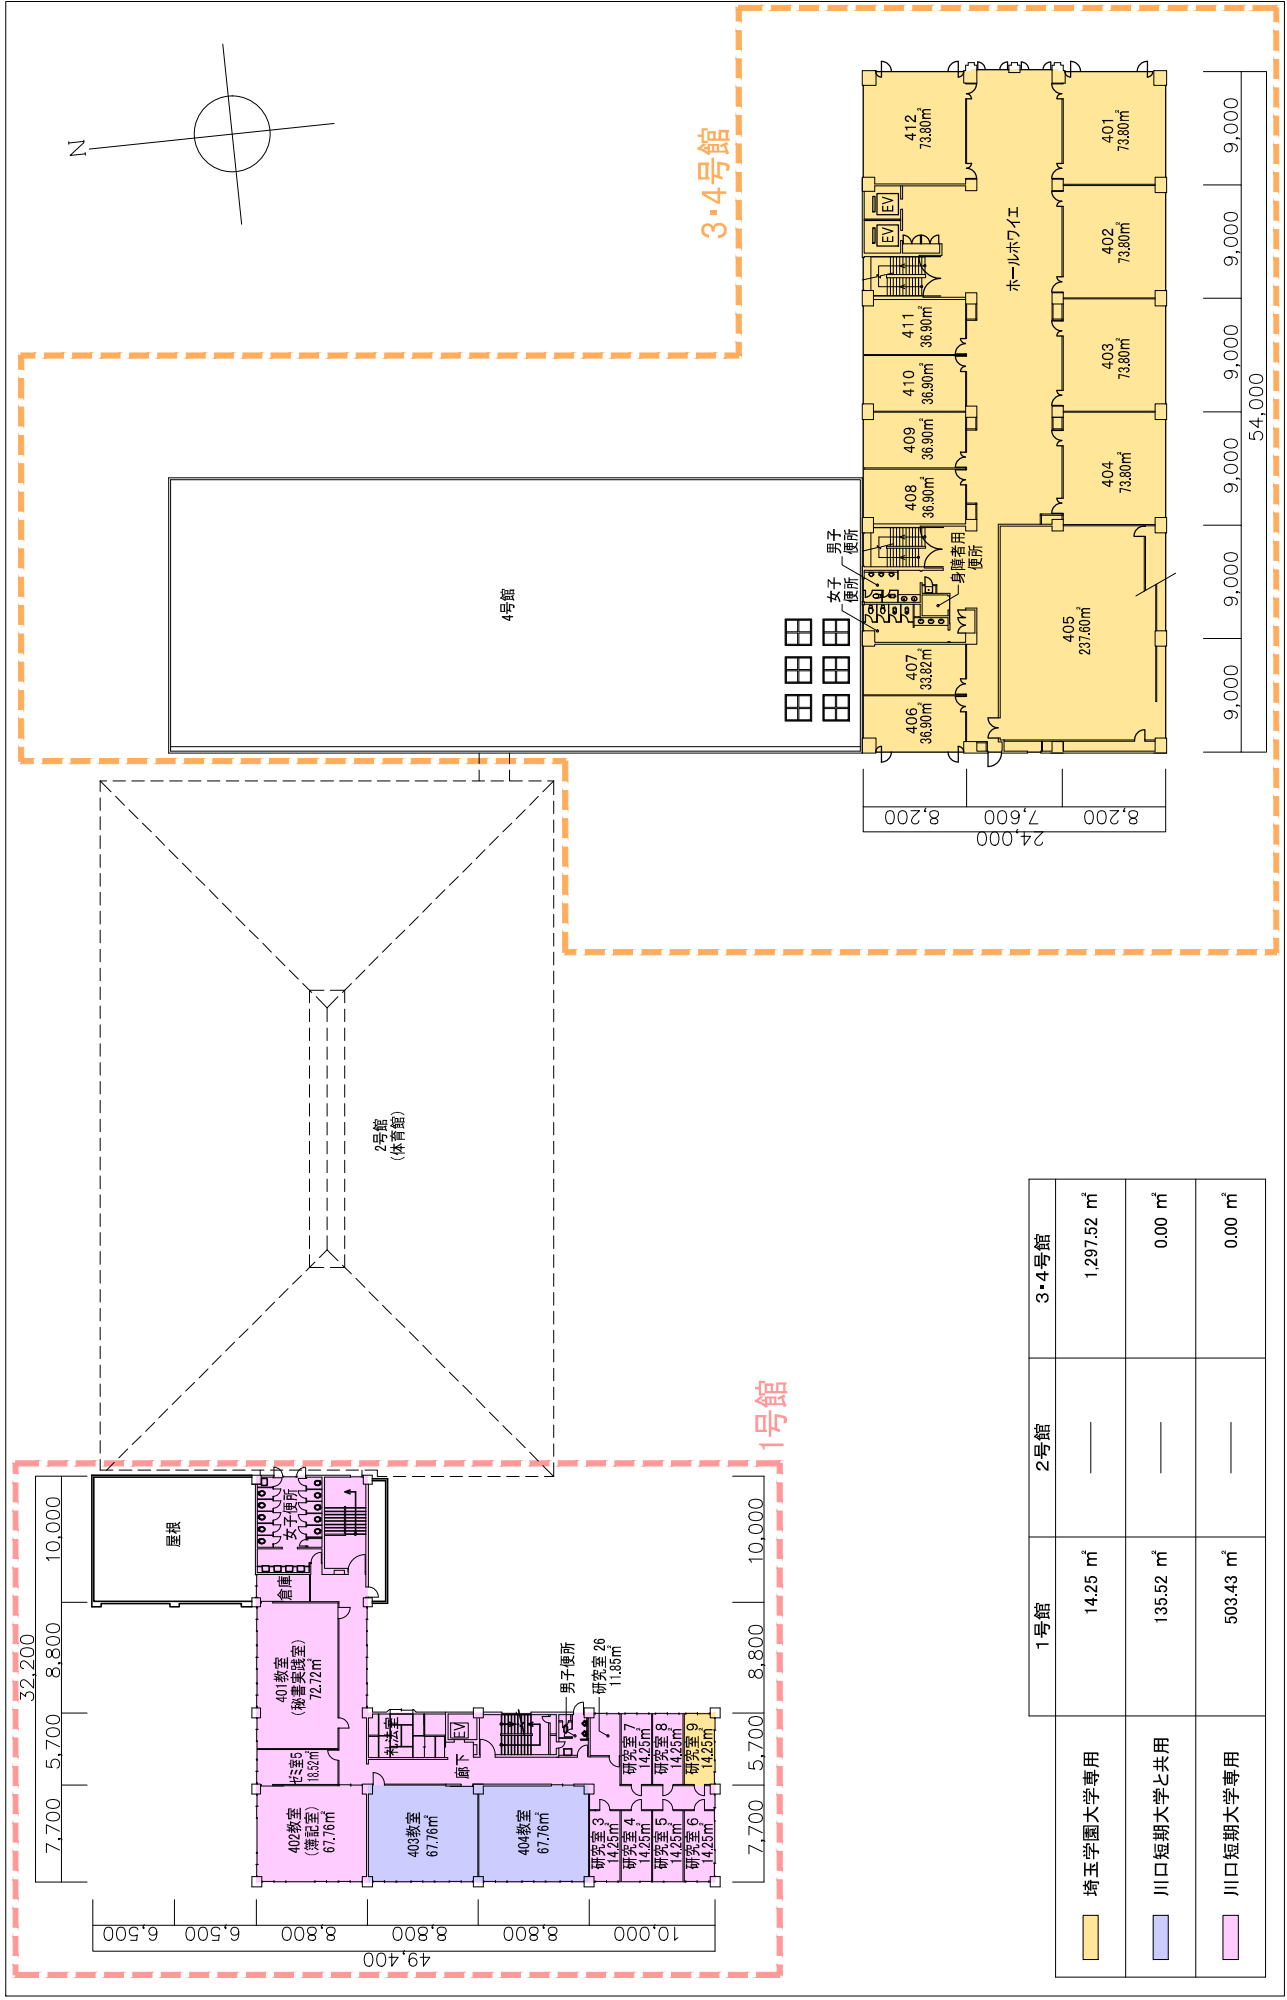 N
3・4号館
412
73.80㎡
401
73.80㎡
EV
EV
402
73.80㎡
ホールホワイエ
411
36.90㎡
403
73.80㎡
410
36.90㎡
409
36.90㎡
404
73.80㎡
408
36.90㎡
男子
便所
女子
便所
身障者用
便所
405
237.60㎡
407
33.82㎡
406
36.90㎡
4号館
9,000
9,000
9,000
9,000
9,000
9,000
54,000
8,200
7,600
8,200
24,000
2号館
(体育館)
1号館
屋根
女子便所
倉庫
401教室
(秘書実践室)
72.72㎡
ゼミ室5
18.52㎡
402教室
(簿記室)
67.76㎡
礼法室
EV
廊下
男子便所
研究室 26
11.85㎡
403教室
67.76㎡
404教室
67.76㎡
研究室 7
14.25㎡
研究室 8
14.25㎡
研究室 9
14.25㎡
研究室 3
14.25㎡
研究室 4
14.25㎡
研究室 5
14.25㎡
研究室 6
14.25㎡
32,200
7,700
5,700
8,800
10,000
7,700
5,700
8,800
10,000
6,500
6,500
8,800
8,800
8,800
10,000
49,400
1号館 2号館 3・4号館
埼玉学園大学専用 14.25 ㎡ ―― 1,297.52 ㎡
川口短期大学と共用 135.52 ㎡ ―― 0.00 ㎡
川口短期大学専用 503.43 ㎡ ―― 0.00 ㎡